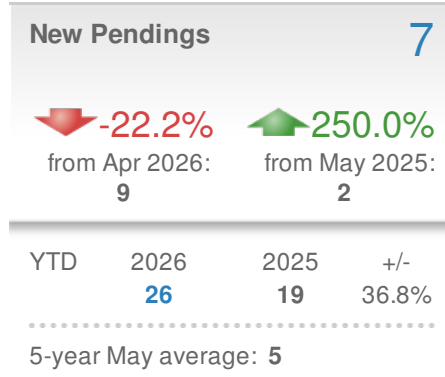 New Pendings 7
-22.2% 250.0%
from Apr 2026: from May 2025:
9 2
YTD 2026 2025 +/-
26 19 36.8%
5-year May average: 5